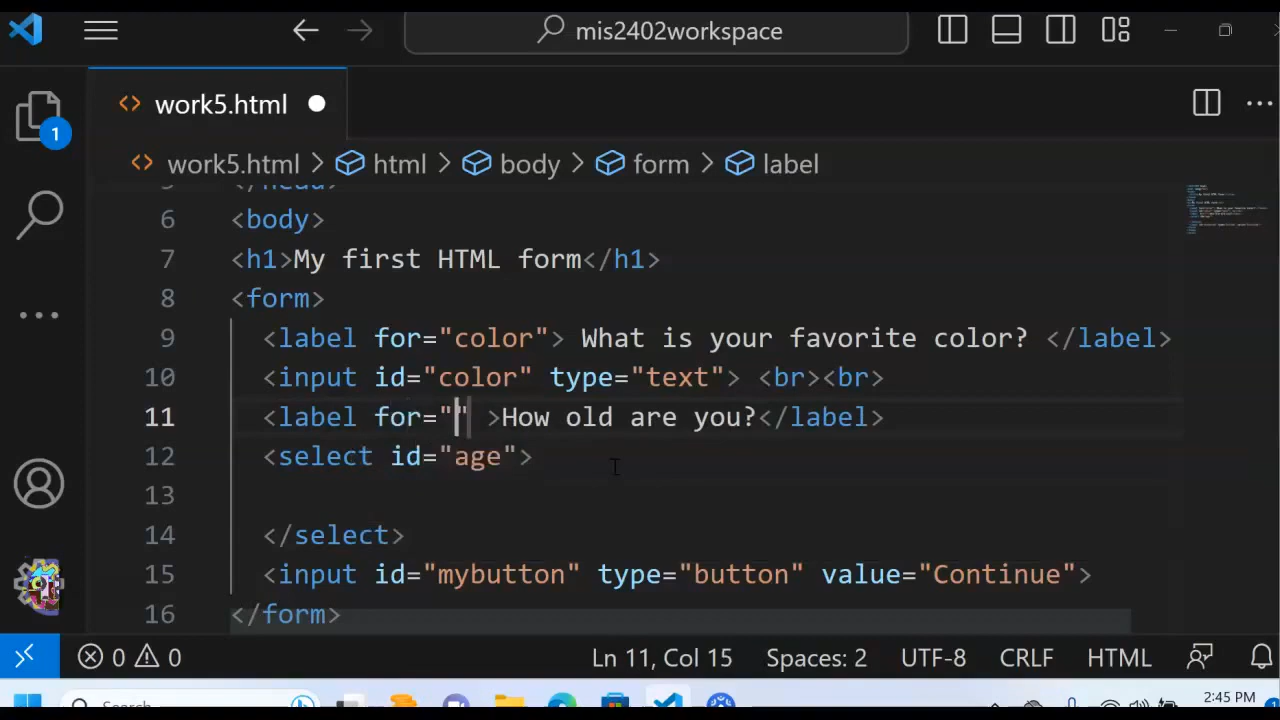 mis2402workspace
work5.html
1
work5.html > html > body > form > label
6 <body>
7 <h1>My first HTML form</h1>
8 <form>
9 <label for="color"> What is your favorite color? </label>
10 <input id="color" type="text"> <br><br>
11 <label for="" >How old are you?</label>
12 <select id="age">
13
14 </select>
15 <input id="mybutton" type="button" value="Continue">
16 </form>
0 0 Ln 11, Col 15 Spaces: 2 UTF-8 CRLF HTML
Search 2:45 PM